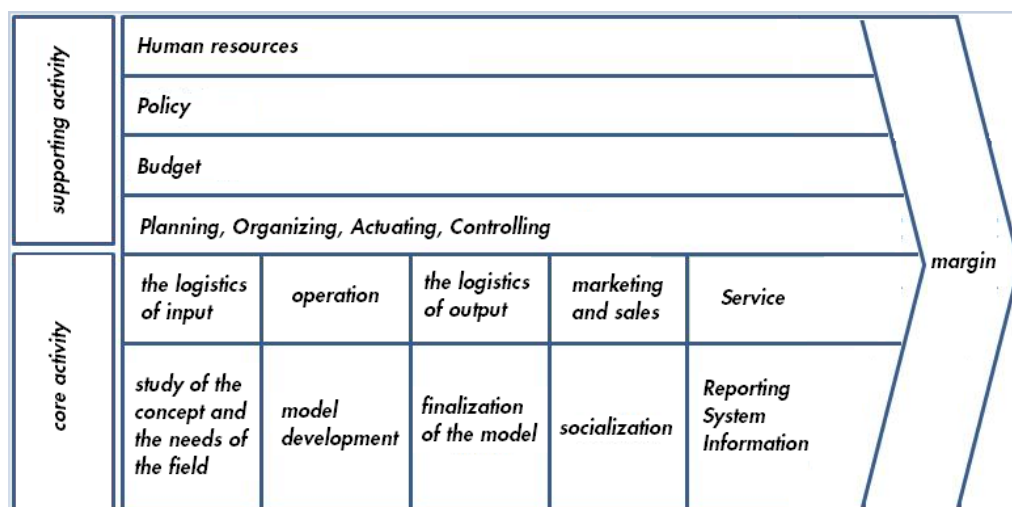 supporting activity
Human resources
Policy
Budget
Planning, Organizing, Actuating, Controlling
margin
core activity
the logistics
of input
operation
the logistics
of output
marketing
and sales
Service
study of the
concept and
the needs of
the field
model
development
finalization
of the model
socialization
Reporting
System
Information